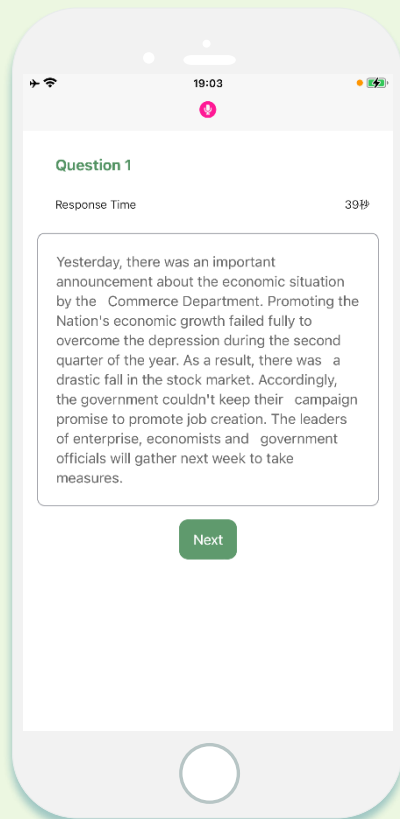 19:03
Question 1
Response Time 39秒
Yesterday, there was an important
announcement about the economic situation
by the   Commerce Department. Promoting the
Nation's economic growth failed fully to
overcome the depression during the second
quarter of the year. As a result, there was   a
drastic fall in the stock market. Accordingly,
the government couldn't keep their   campaign
promise to promote job creation. The leaders
of enterprise, economists and   government
officials will gather next week to take
measures.
Next